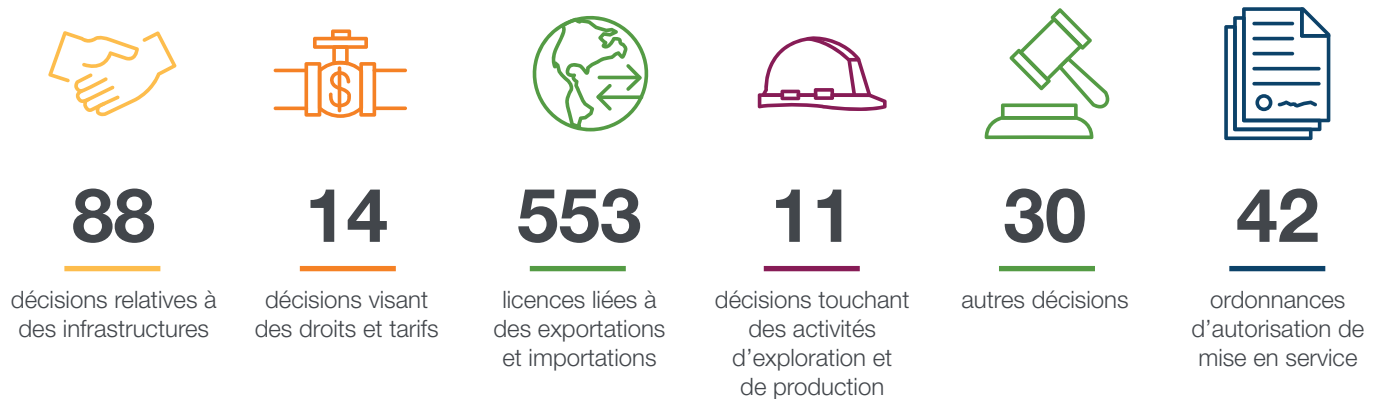 88
décisions relatives à
des infrastructures
14
décisions visant
des droits et tarifs
553
licences liées à
des exportations
et importations
11
décisions touchant
des activités
d’exploration et
de production
30
autres décisions
42
ordonnances
d’autorisation de
mise en service